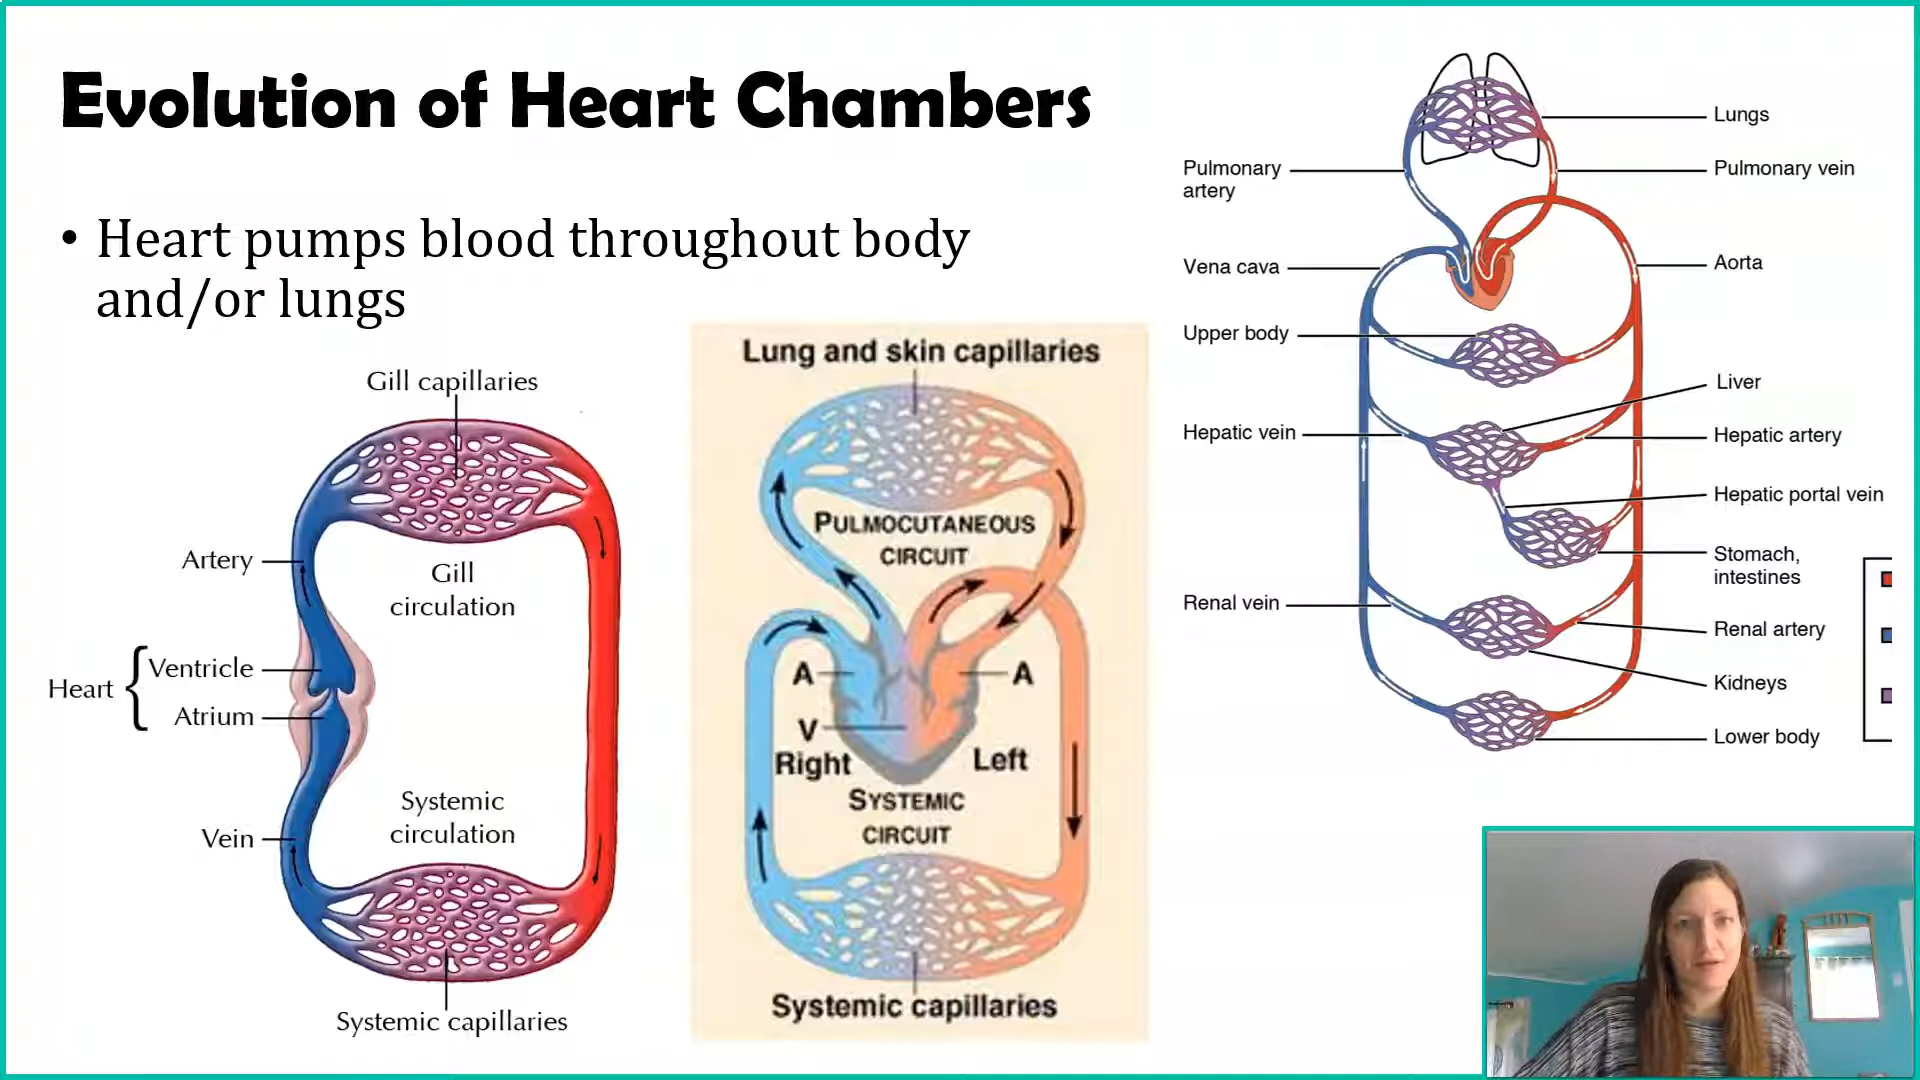 Evolution of Heart Chambers
• Heart pumps blood throughout body
and/or lungs
Gill capillaries
Artery
Gill
circulation
Heart
Ventricle
Atrium
Systemic
circulation
Vein
Systemic capillaries
Lung and skin capillaries
PULMOCUTANEOUS
CIRCUIT
A
A
V
Right
Left
SYSTEMIC
CIRCUIT
Systemic capillaries
Lungs
Pulmonary
artery
Pulmonary vein
Vena cava
Aorta
Upper body
Liver
Hepatic vein
Hepatic artery
Hepatic portal vein
Stomach,
intestines
Renal vein
Renal artery
Kidneys
Lower body